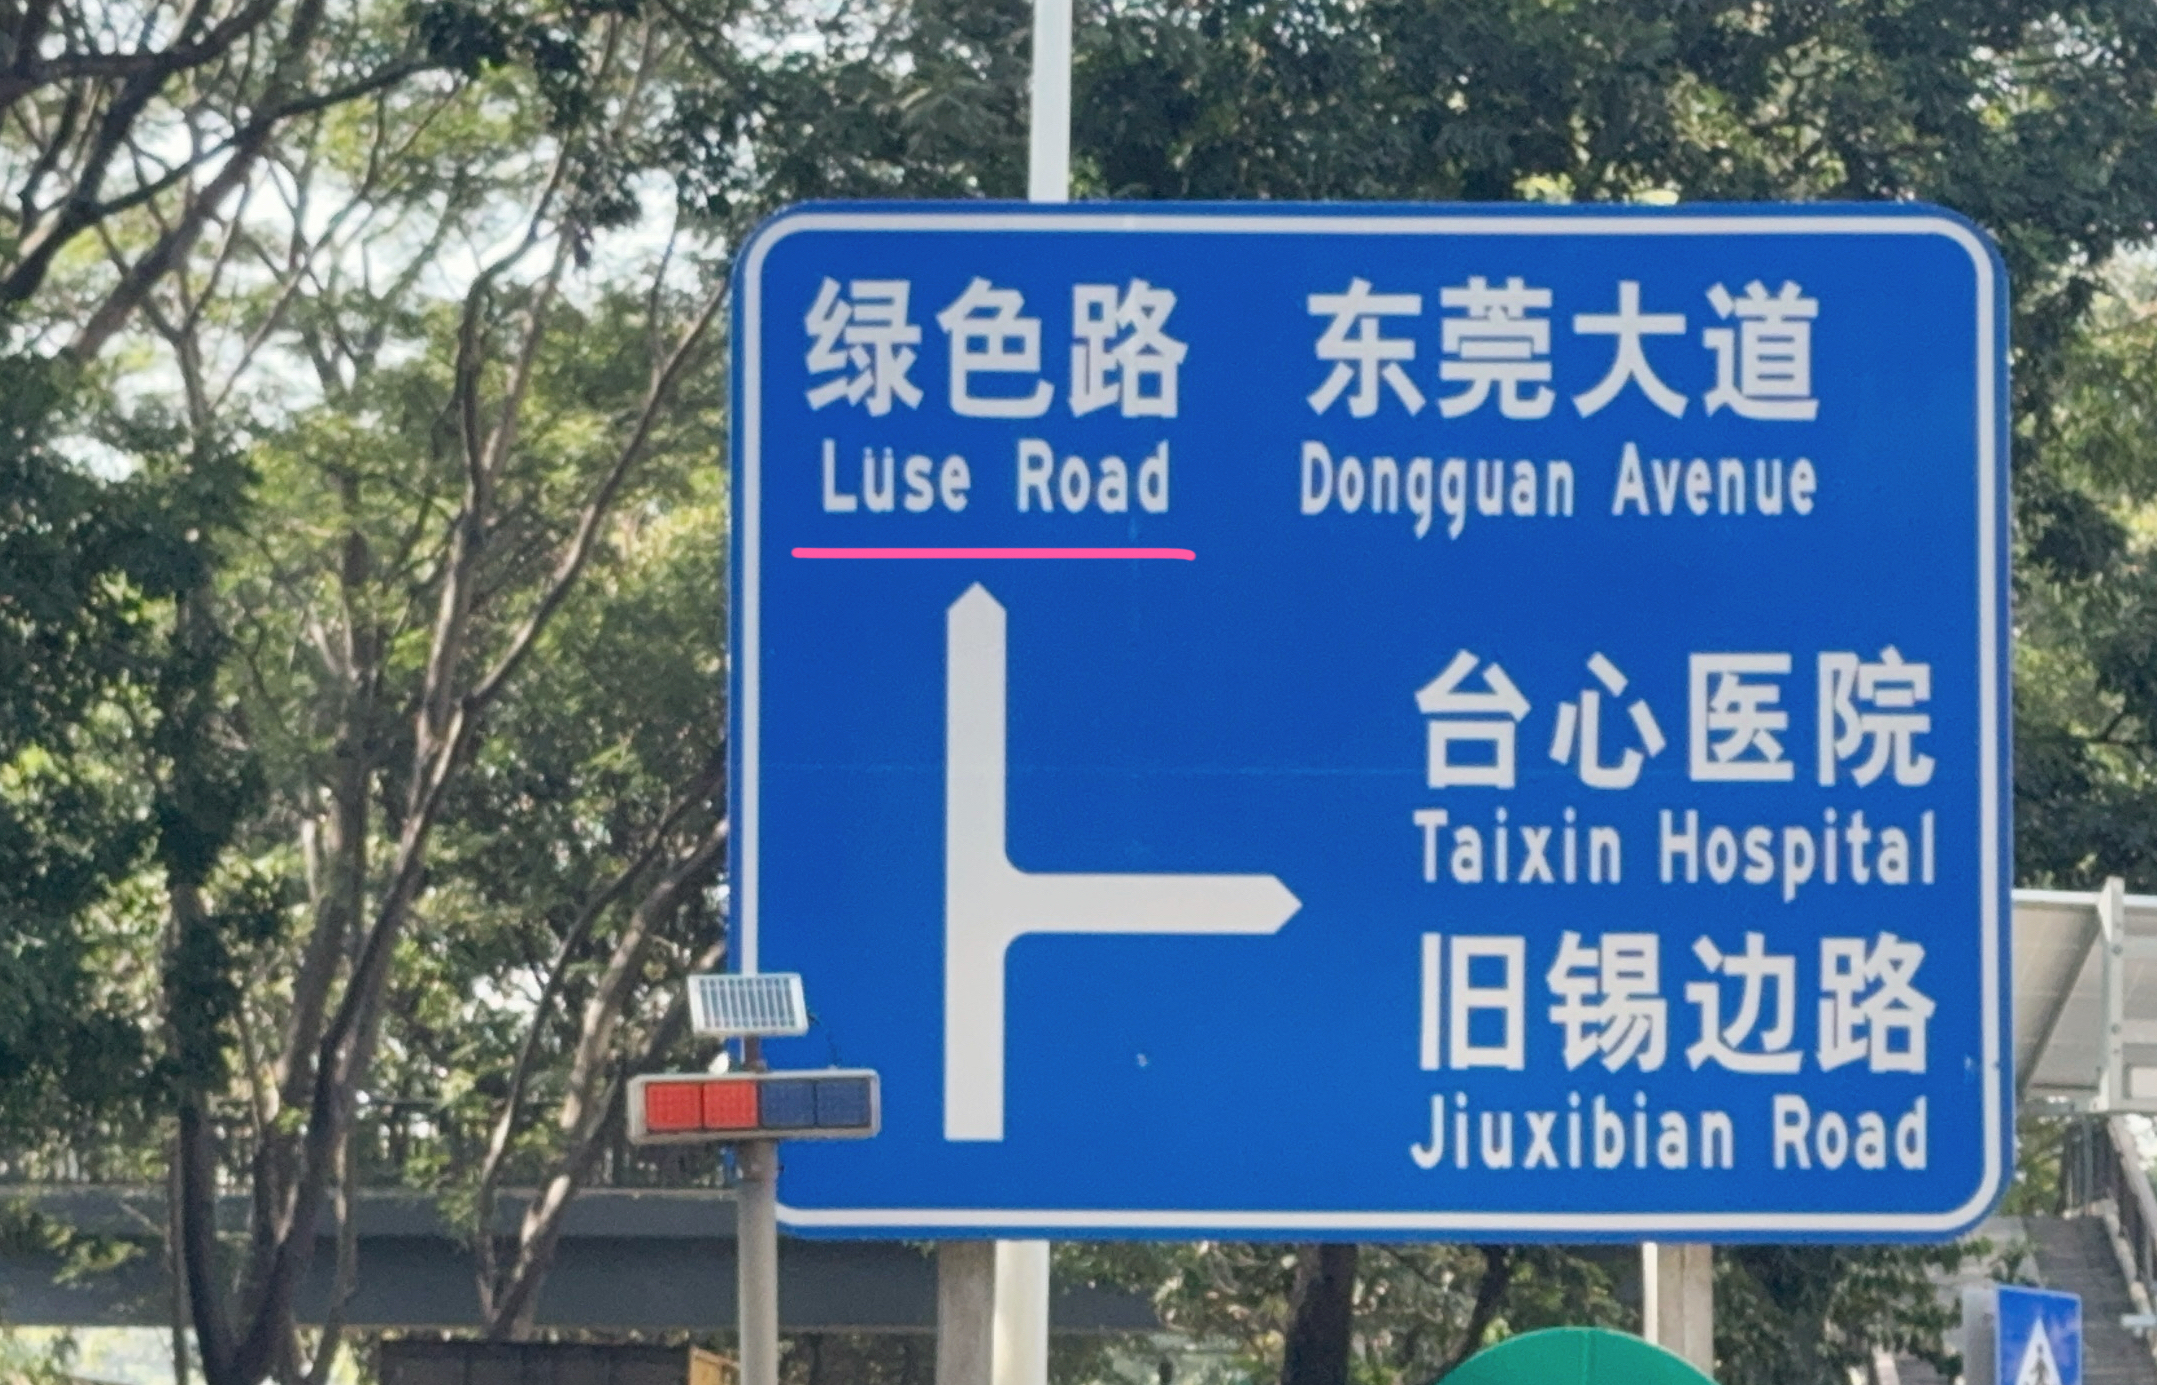 绿色路 东莞大道
Lüse Road Dongguan Avenue
台心医院
Taixin Hospital
旧锡边路
Jiuxibian Road